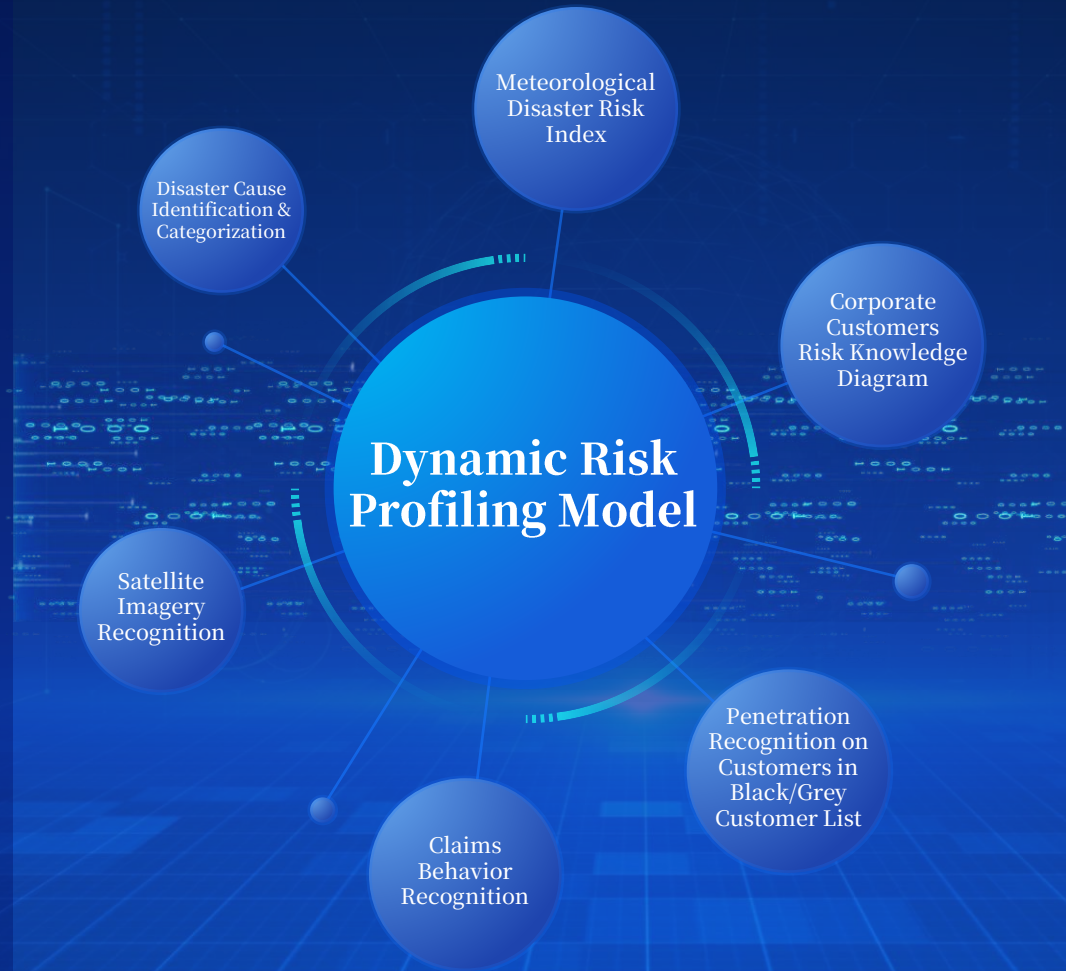 Meteorological
Disaster Risk
Index
Disaster Cause
Identification &
Categorization
Corporate
Customers
Risk Knowledge
Diagram
Dynamic Risk
Profiling Model
Satellite
Imagery
Recognition
Penetration
Recognition on
Customers in
Black/Grey
Customer List
Claims
Behavior
Recognition